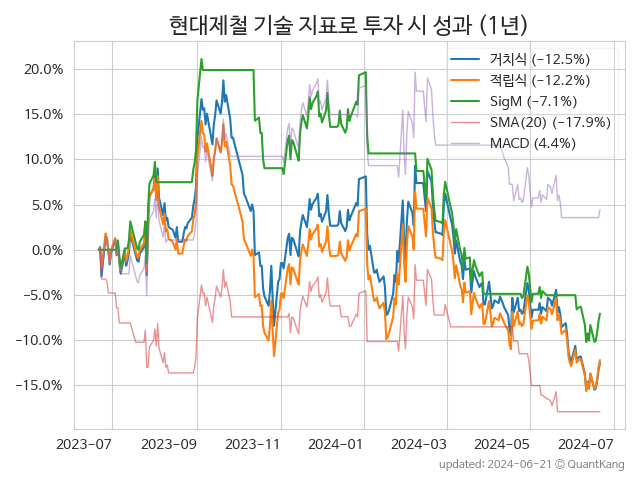 현대제철 기술 지표로 투자 시 성과 (1년)
거치식 (−12.5%)
적립식 (−12.2%)
SigM (−7.1%)
SMA(20) (−17.9%)
MACD (4.4%)
20.0%
15.0%
10.0%
5.0%
0.0%
−5.0%
−10.0%
−15.0%
2023-07 2023-09 2023-11 2024-01 2024-03 2024-05 2024-07
updated: 2024-06-21 © QuantKang